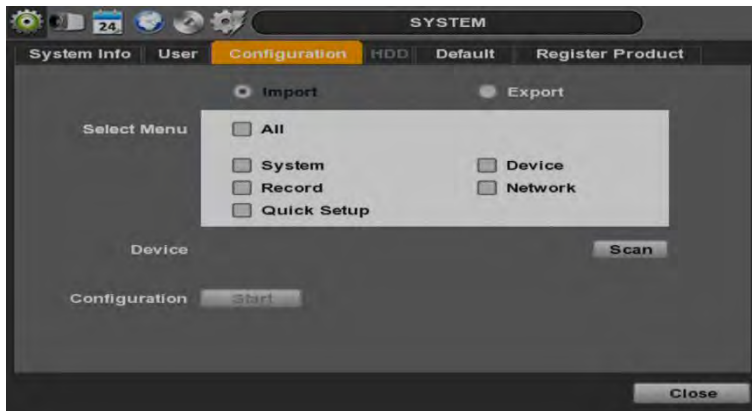 24 SYSTEM
System Info User Configuration HDD Default Register Product
Import Export
Select Menu All
System Device
Record Network
Quick Setup
Device Scan
Configuration Start
Close